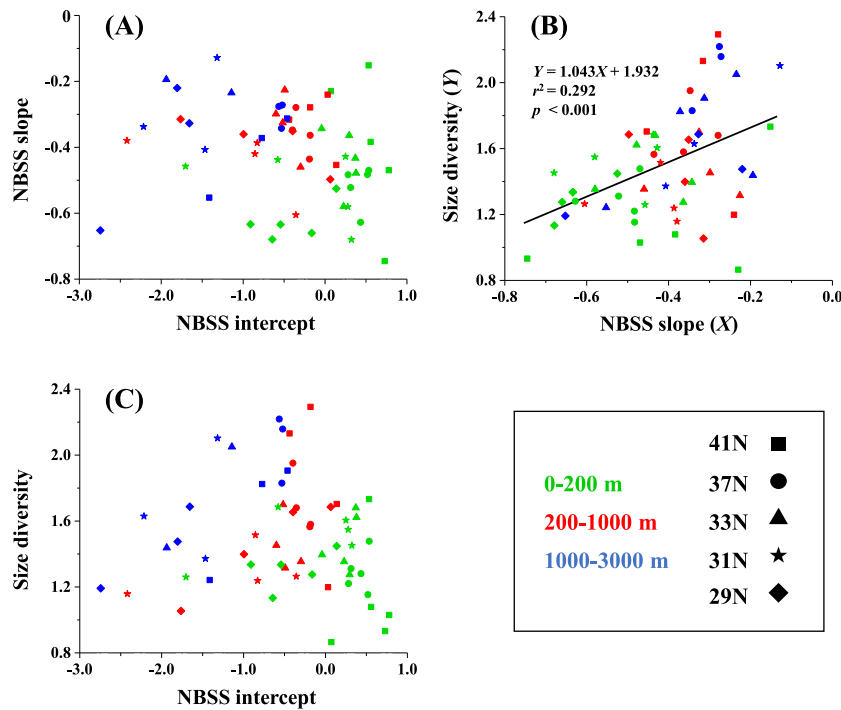 (A)
0
-0.2
-0.4
-0.6
-0.8
NBSS slope
-3.0 -2.0 -1.0 0.0 1.0
NBSS intercept
(B)
Y = 1.043X + 1.932
r² = 0.292
p < 0.001
2.4
2.0
1.6
1.2
0.8
Size diversity (Y)
-0.8 -0.6 -0.4 -0.2 0.0
NBSS slope (X)
(C)
2.4
2.0
1.6
1.2
0.8
Size diversity
-3.0 -2.0 -1.0 0.0 1.0
NBSS intercept
0-200 m
200-1000 m
1000-3000 m
41N
37N
33N
31N
29N